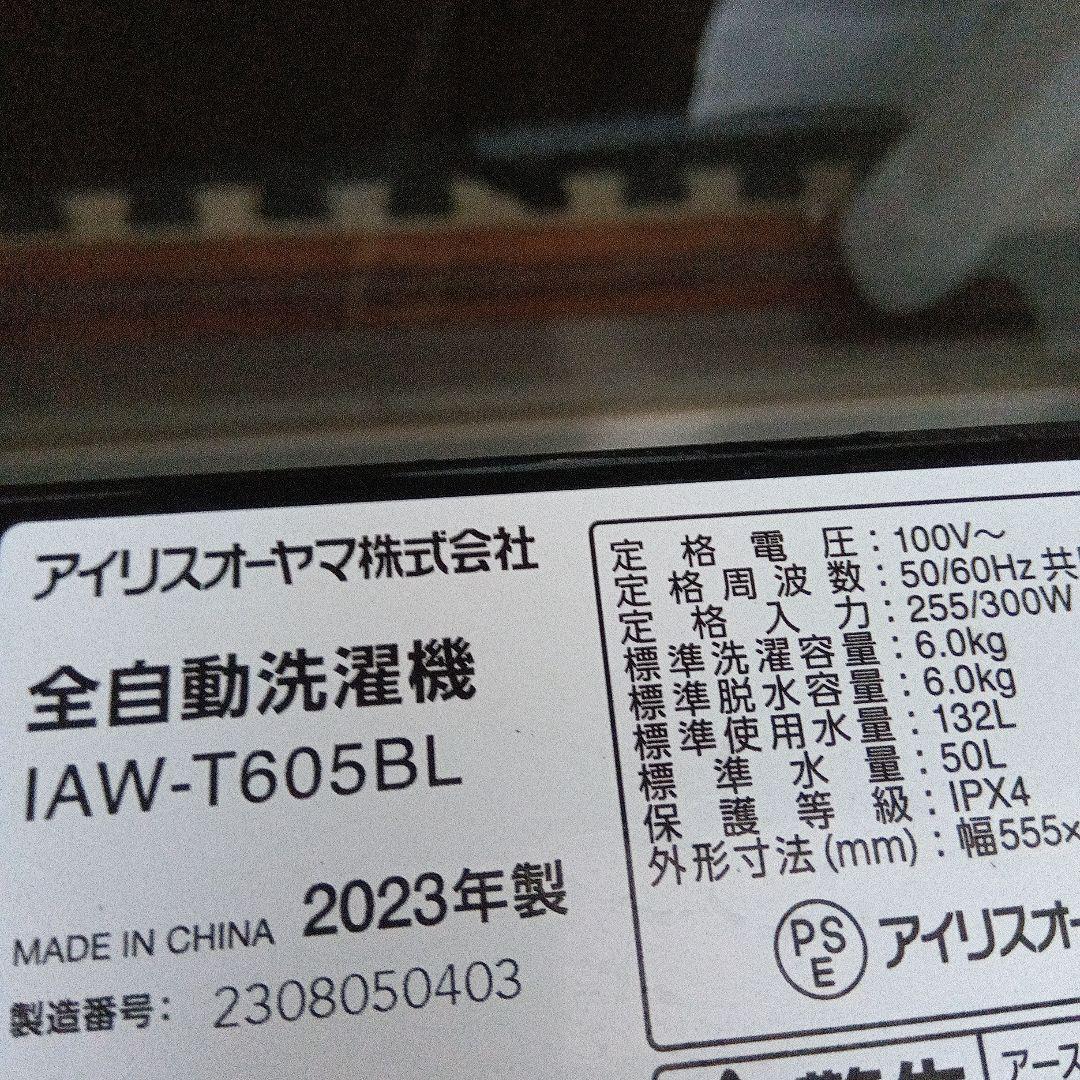 アイリスオーヤマ株式会社
全自動洗濯機
IAW-T605BL
MADE IN CHINA 2023年製
製造番号: 2308050403
定格電圧:100V~
定格周波数:50/60Hz 共
定格入力:255/300W
標準洗濯容量:6.0kg
標準脱水容量:6.0kg
標準使用水量:132L
標準水量:50L
保護等級:IPX4
外形寸法(mm):幅555×
PSE アイリスオー
アース